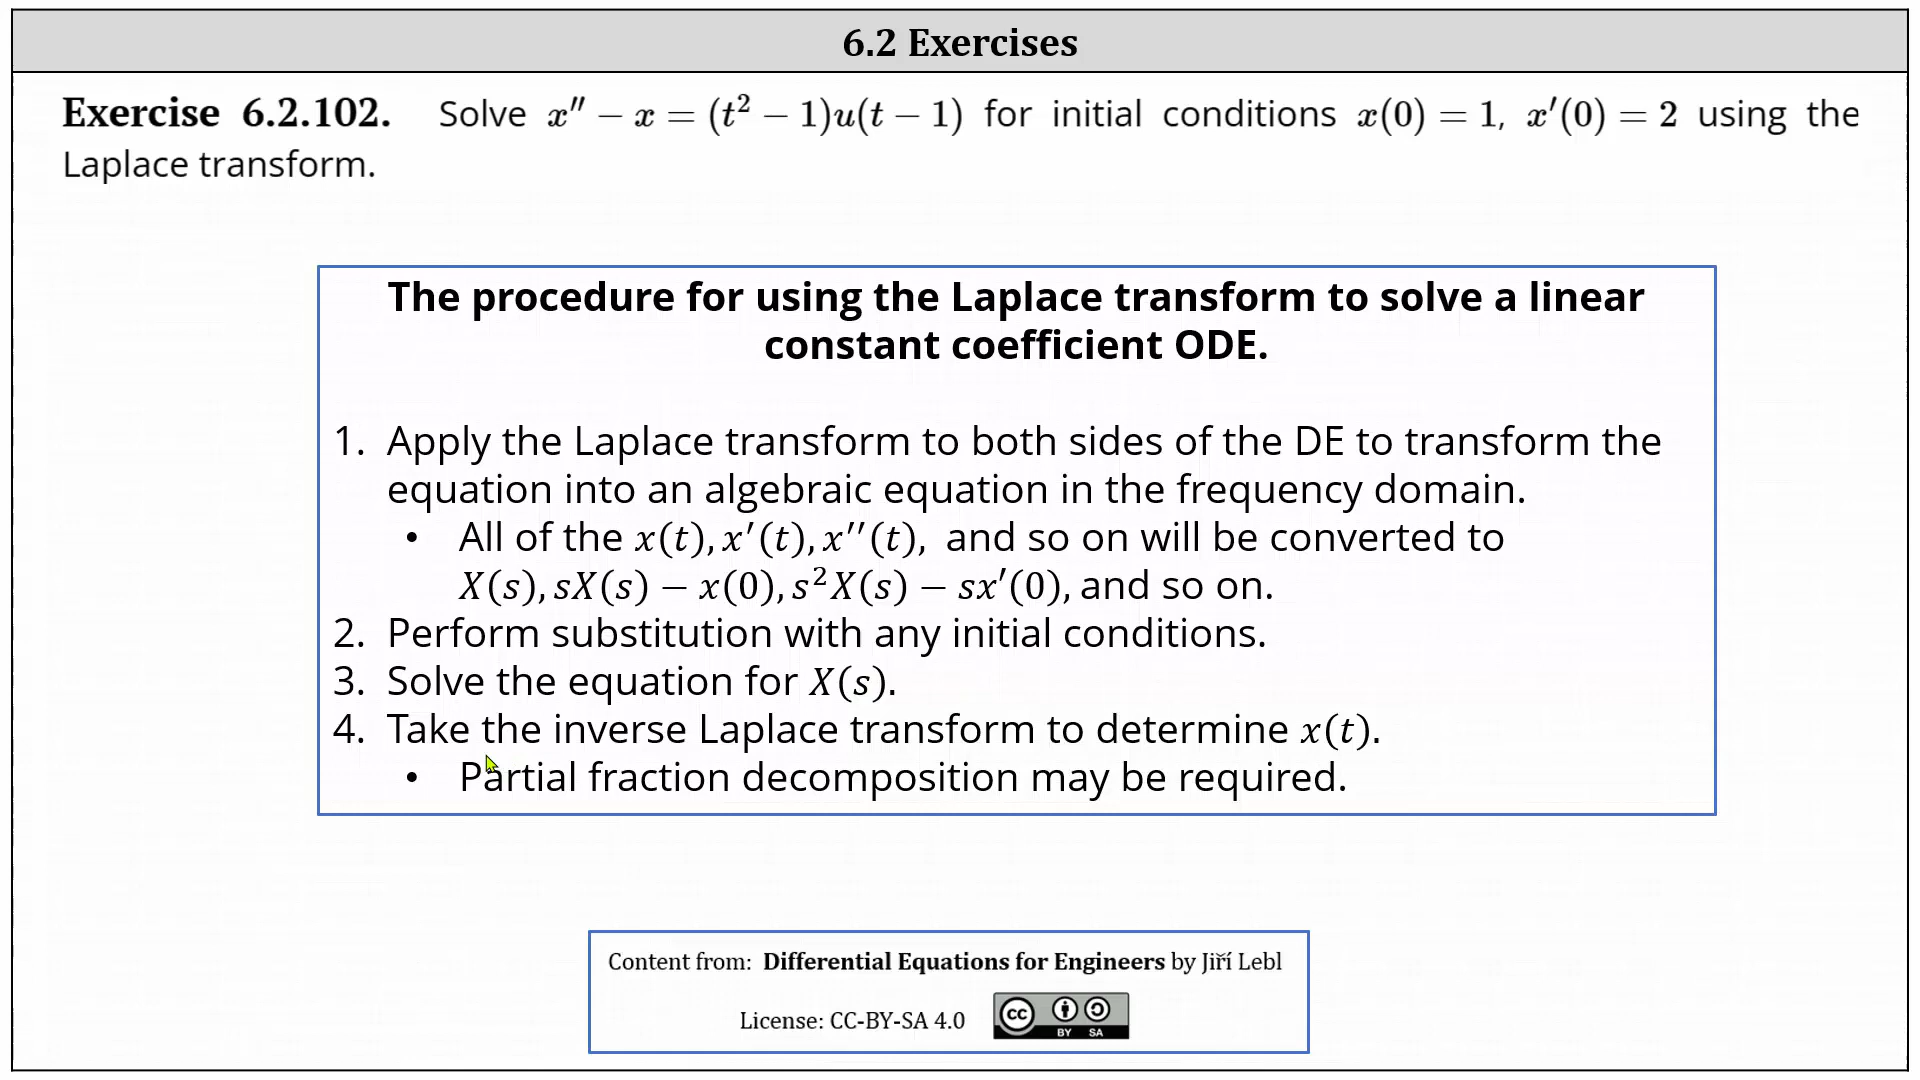 6.2 Exercises
Exercise 6.2.102. Solve x″ − x = (t² − 1)u(t − 1) for initial conditions x(0) = 1, x′(0) = 2 using the
Laplace transform.
The procedure for using the Laplace transform to solve a linear
constant coefficient ODE.
1. Apply the Laplace transform to both sides of the DE to transform the
equation into an algebraic equation in the frequency domain.
• All of the x(t), x′(t), x′′(t), and so on will be converted to
X(s), sX(s) − x(0), s²X(s) − sx′(0), and so on.
2. Perform substitution with any initial conditions.
3. Solve the equation for X(s).
4. Take the inverse Laplace transform to determine x(t).
• Partial fraction decomposition may be required.
Content from: Differential Equations for Engineers by Jiří Lebl
License: CC-BY-SA 4.0
cc
BY SA